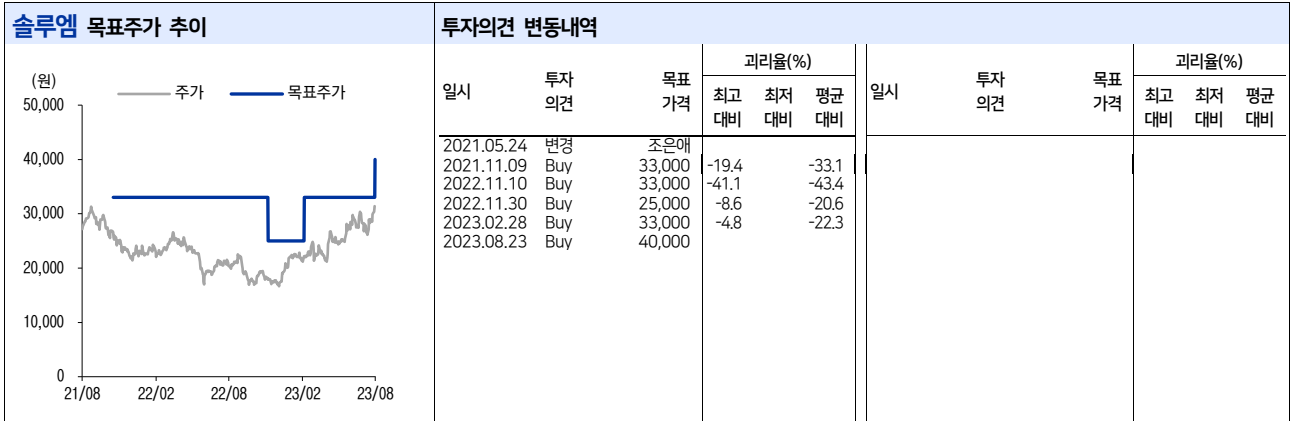 솔루엠 목표주가 추이
(원)
주가
목표주가
50,000
40,000
30,000
20,000
10,000
0
21/08 22/02 22/08 23/02 23/08
투자의견 변동내역
일시 투자의견 목표가격 괴리율(%)
최고대비 최저대비 평균대비
일시 투자의견 목표가격 괴리율(%)
최고대비 최저대비 평균대비
2021.05.24 변경 조은애
2021.11.09 Buy 33,000 -19.4 -33.1
2022.11.10 Buy 33,000 -41.1 -43.4
2022.11.30 Buy 25,000 -8.6 -20.6
2023.02.28 Buy 33,000 -4.8 -22.3
2023.08.23 Buy 40,000